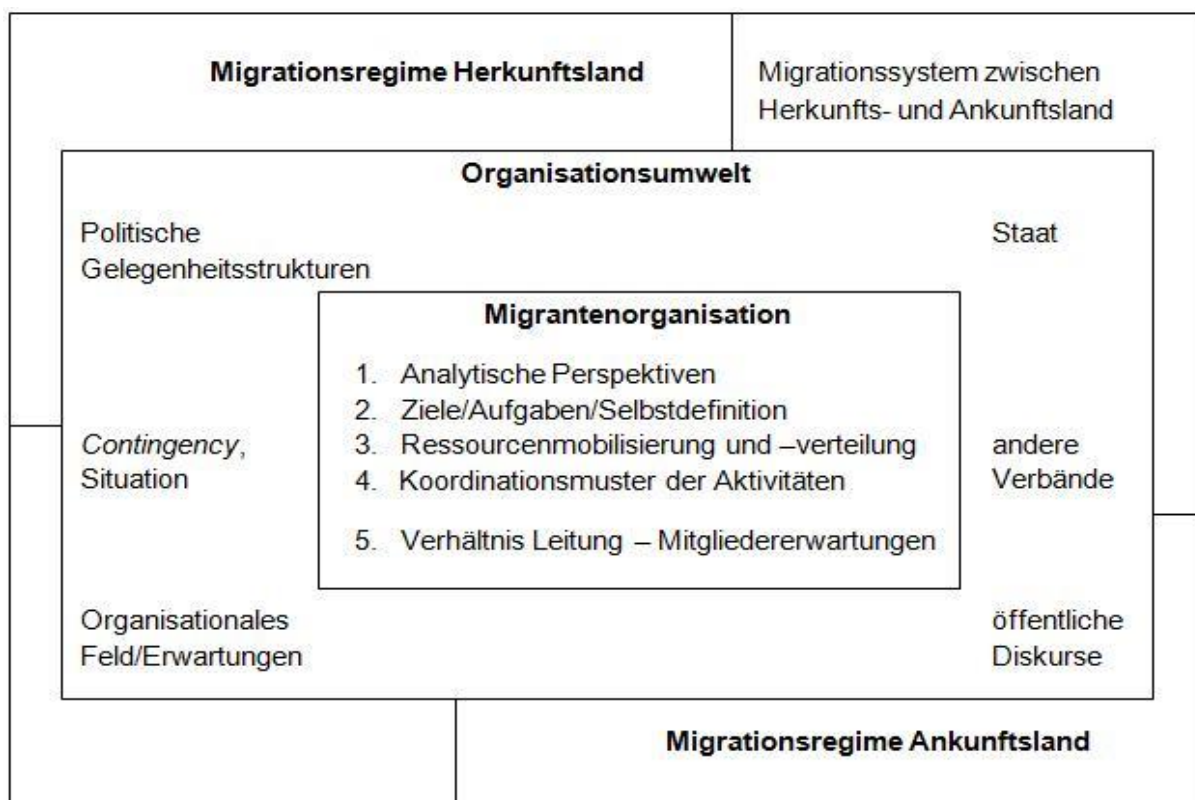 Migrationsregime Herkunftsland
Migrationssystem zwischen
Herkunfts- und Ankunftsland
Organisationsumwelt
Politische
Gelegenheitsstrukturen
Staat
Migrantenorganisation
1. Analytische Perspektiven
2. Ziele/Aufgaben/Selbstdefinition
3. Ressourcenmobilisierung und –verteilung
4. Koordinationsmuster der Aktivitäten
5. Verhältnis Leitung – Mitgliedererwartungen
Contingency,
Situation
andere
Verbände
Organisationales
Feld/Erwartungen
öffentliche
Diskurse
Migrationsregime Ankunftsland